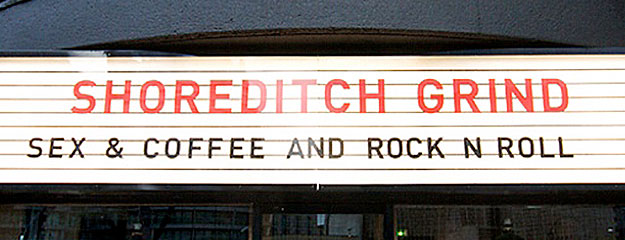 SHOREDITCH GRIND
SEX & COFFEE AND ROCK N ROLL